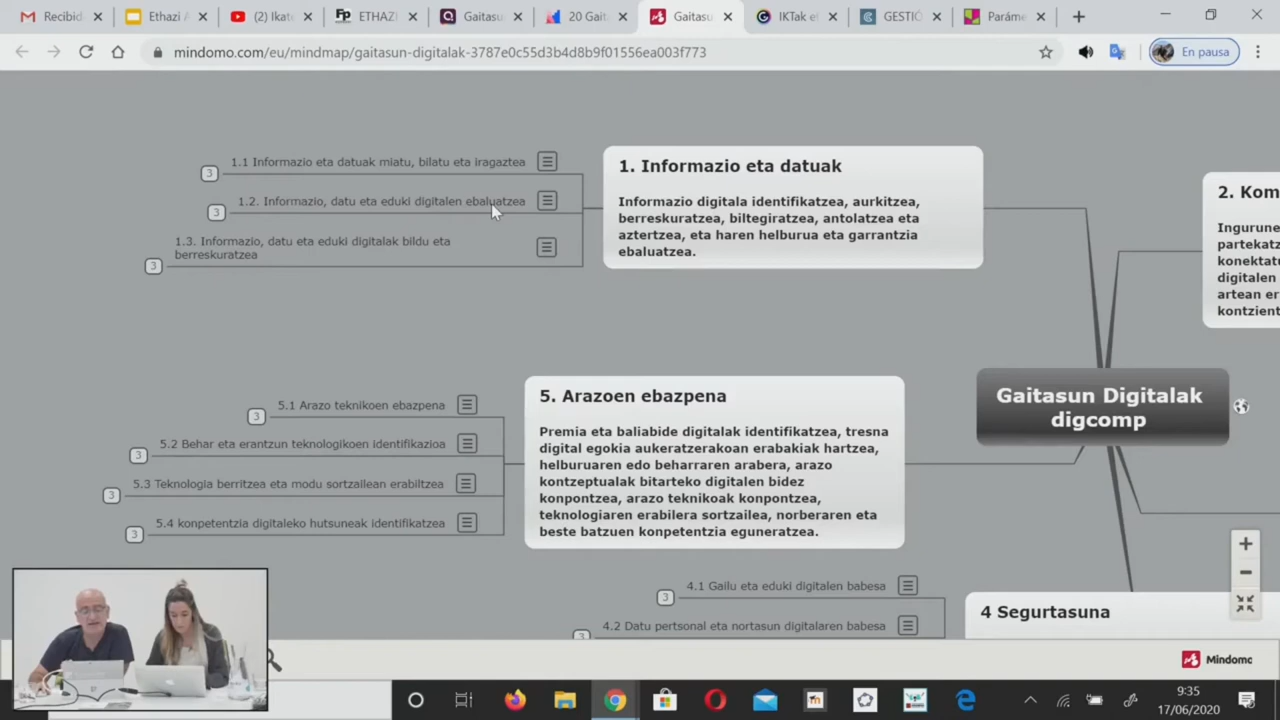 Recibid
Ethazi A
(2) Ikat
ETHAZI
Gaitasu
20 Gait
Gaitasu
IKTak et
GESTIÓ
Paráme
mindomo.com/eu/mindmap/gaitasun-digitalak-3787e0c55d3b4d8b9f01556ea003f773
En pausa
1.1 Informazio eta datuak miatu, bilatu eta iragaztea
3
1.2. Informazio, datu eta eduki digitalen ebaluatzea
3
1.3. Informazio, datu eta eduki digitalak bildu eta
berreskuratzea
3
1. Informazio eta datuak
Informazio digitala identifikatzea, aurkitzea,
berreskuratzea, biltegiratzea, antolatzea eta
aztertzea, eta haren helburua eta garrantzia
ebaluatzea.
2. Kom
Ingurune
partekatz
konektatu
digitalen
artean er
kontzient
Gaitasun Digitalak
digcomp
5.1 Arazo teknikoen ebazpena
3
5.2 Behar eta erantzun teknologikoen identifikazioa
3
5.3 Teknologia berritzea eta modu sortzailean erabiltzea
3
5.4 konpetentzia digitaleko hutsuneak identifikatzea
3
5. Arazoen ebazpena
Premia eta baliabide digitalak identifikatzea, tresna
digital egokia aukeratzerakoan erabakiak hartzea,
helburuaren edo beharraren arabera, arazo
kontzeptualak bitarteko digitalen bidez
konpontzea, arazo teknikoak konpontzea,
teknologiaren erabilera sortzailea, norberaren eta
beste batzuen konpetentzia eguneratzea.
4.1 Gailu eta eduki digitalen babesa
3
4.2 Datu pertsonal eta nortasun digitalaren babesa
3
4 Segurtasuna
Mindomo
9:35
17/06/2020